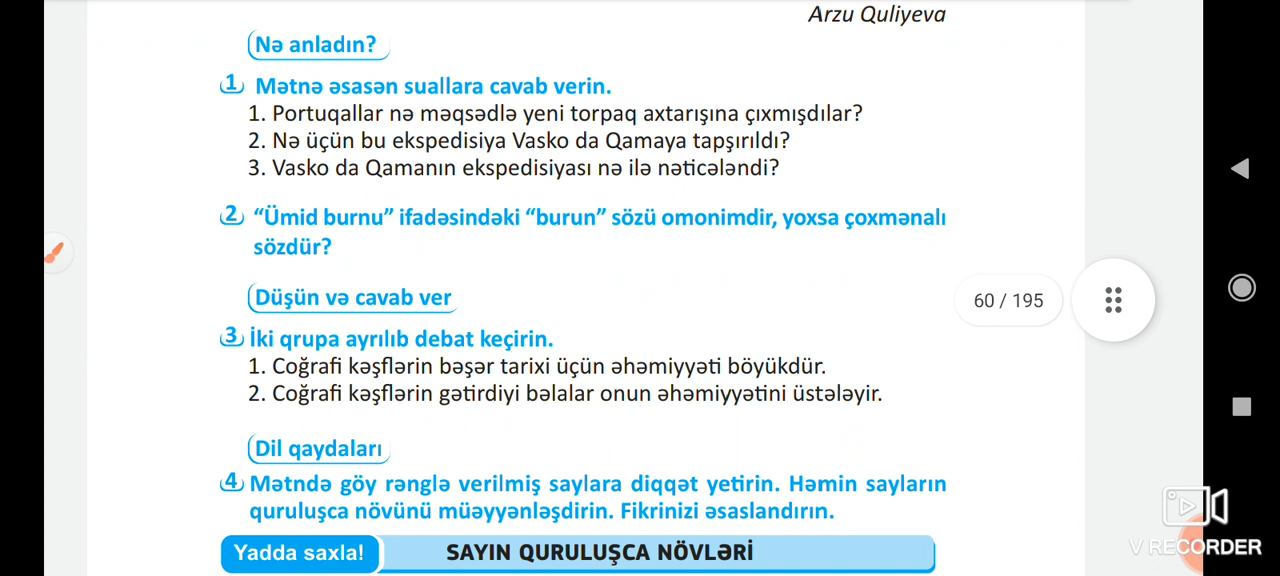 Arzu Quliyeva
Nə anladın?
1 Mətnə əsasən suallara cavab verin.
1. Portuqallar nə məqsədlə yeni torpaq axtarışına çıxmışdılar?
2. Nə üçün bu ekspedisiya Vasko da Qamaya tapşırıldı?
3. Vasko da Qamanın ekspedisiyası nə ilə nəticələndi?
2 “Ümid burnu” ifadəsindəki “burun” sözü omonimdir, yoxsa çoxmənalı
sözdür?
Düşün və cavab ver
60 / 195
3 İki qrupa ayrılıb debat keçirin.
1. Coğrafi kəşflərin bəşər tarixi üçün əhəmiyyəti böyükdür.
2. Coğrafi kəşflərin gətirdiyi bəlalar onun əhəmiyyətini üstələyir.
Dil qaydaları
4 Mətndə göy rənglə verilmiş saylara diqqət yetirin. Həmin sayların
quruluşca növünü müəyyənləşdirin. Fikrinizi əsaslandırın.
Yadda saxla! SAYIN QURULUŞCA NÖVLƏRİ
V RECORDER